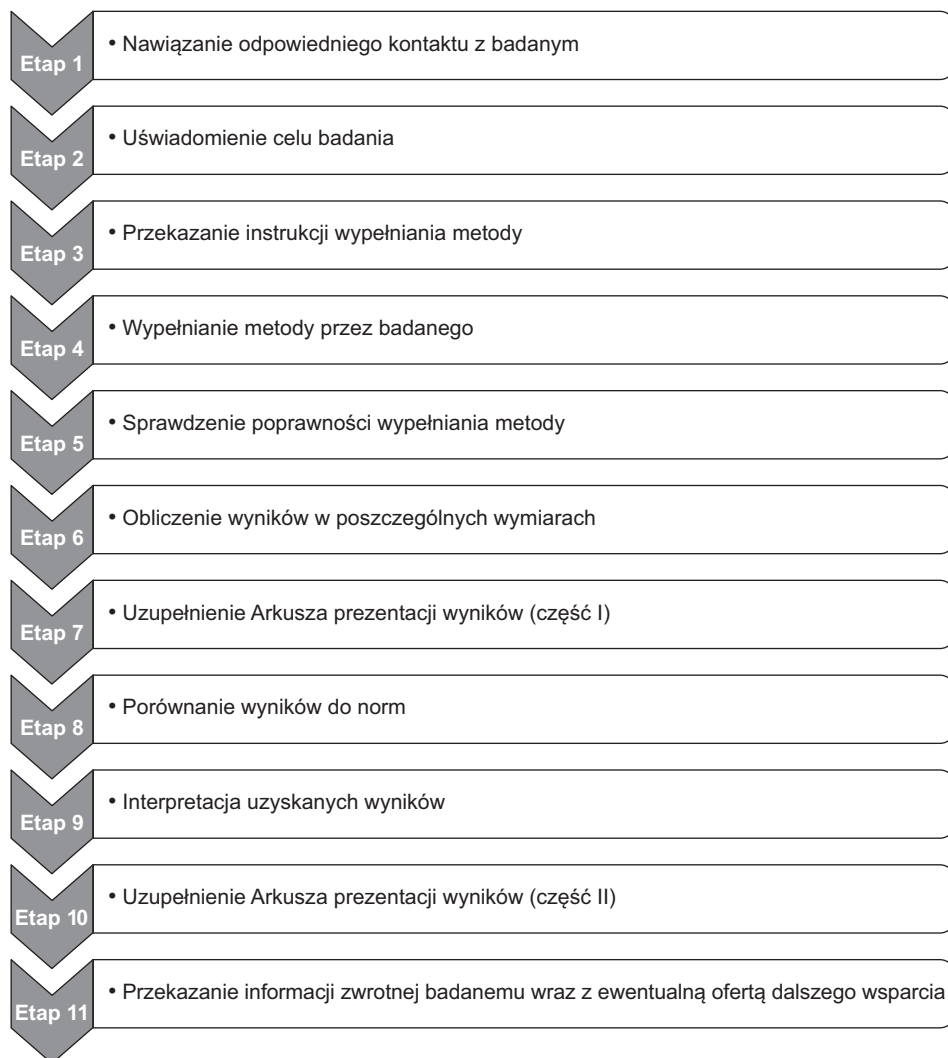 Etap 1
• Nawiązanie odpowiedniego kontaktu z badanym
Etap 2
• Uświadomienie celu badania
Etap 3
• Przekazanie instrukcji wypełniania metody
Etap 4
• Wypełnianie metody przez badanego
Etap 5
• Sprawdzenie poprawności wypełniania metody
Etap 6
• Obliczenie wyników w poszczególnych wymiarach
Etap 7
• Uzupełnienie Arkusza prezentacji wyników (część I)
Etap 8
• Porównanie wyników do norm
Etap 9
• Interpretacja uzyskanych wyników
Etap 10
• Uzupełnienie Arkusza prezentacji wyników (część II)
Etap 11
• Przekazanie informacji zwrotnej badanemu wraz z ewentualną ofertą dalszego wsparcia